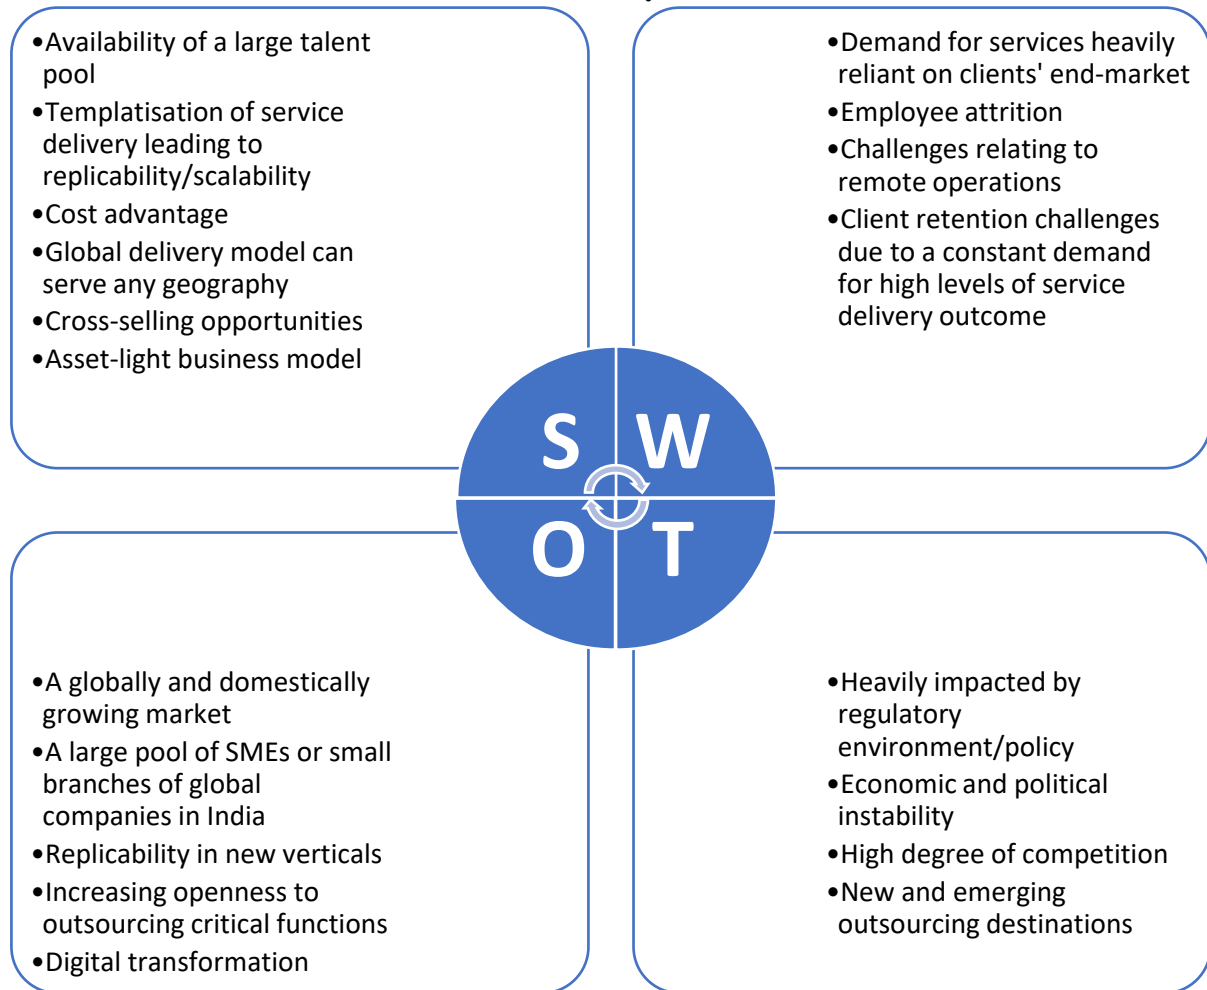 •Availability of a large talent
pool
•Templatisation of service
delivery leading to
replicability/scalability
•Cost advantage
•Global delivery model can
serve any geography
•Cross-selling opportunities
•Asset-light business model
•Demand for services heavily
reliant on clients' end-market
•Employee attrition
•Challenges relating to
remote operations
•Client retention challenges
due to a constant demand
for high levels of service
delivery outcome
S W
O T
•A globally and domestically
growing market
•A large pool of SMEs or small
branches of global
companies in India
•Replicability in new verticals
•Increasing openness to
outsourcing critical functions
•Digital transformation
•Heavily impacted by
regulatory
environment/policy
•Economic and political
instability
•High degree of competition
•New and emerging
outsourcing destinations